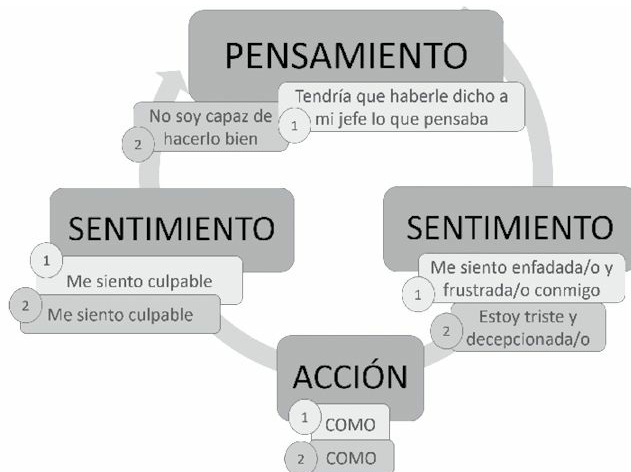 PENSAMIENTO
1
Tendría que haberle dicho a
mi jefe lo que pensaba
2
No soy capaz de
hacerlo bien
SENTIMIENTO
1
Me siento enfadada/o y
frustrada/o conmigo
2
Estoy triste y
decepcionada/o
ACCIÓN
1
COMO
2
COMO
SENTIMIENTO
1
Me siento culpable
2
Me siento culpable